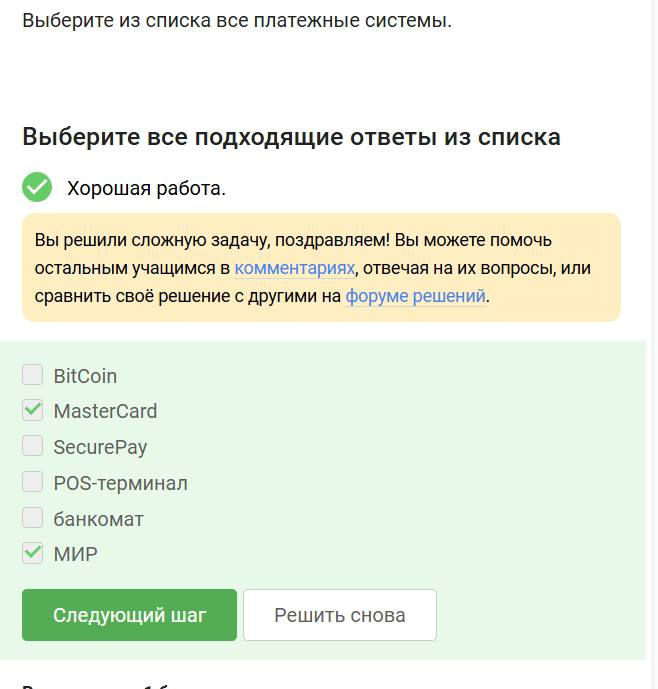 Выберите из списка все платежные системы.
Выберите все подходящие ответы из списка
Хорошая работа.
Вы решили сложную задачу, поздравляем! Вы можете помочь
остальным учащимся в комментариях, отвечая на их вопросы, или
сравнить своё решение с другими на форуме решений.
BitCoin
MasterCard
SecurePay
POS-терминал
банкомат
МИР
Следующий шаг
Решить снова